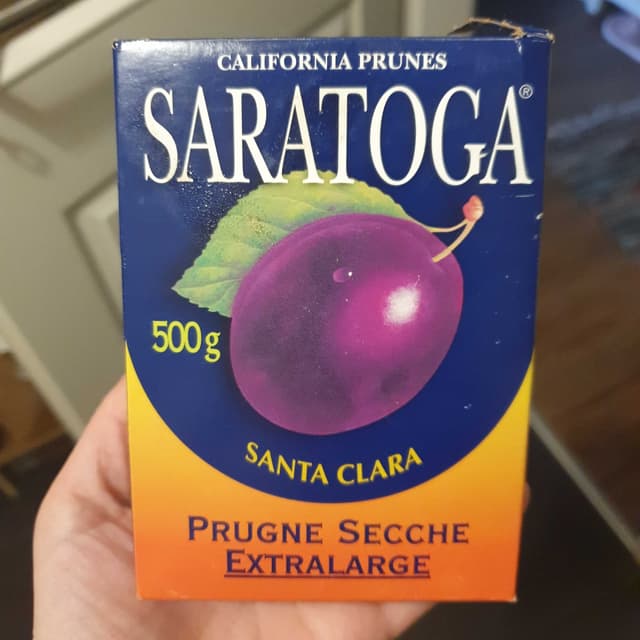 CALIFORNIA PRUNES
SARATOGA®
500g
SANTA CLARA
PRUGNE SECCHE
EXTRALARGE